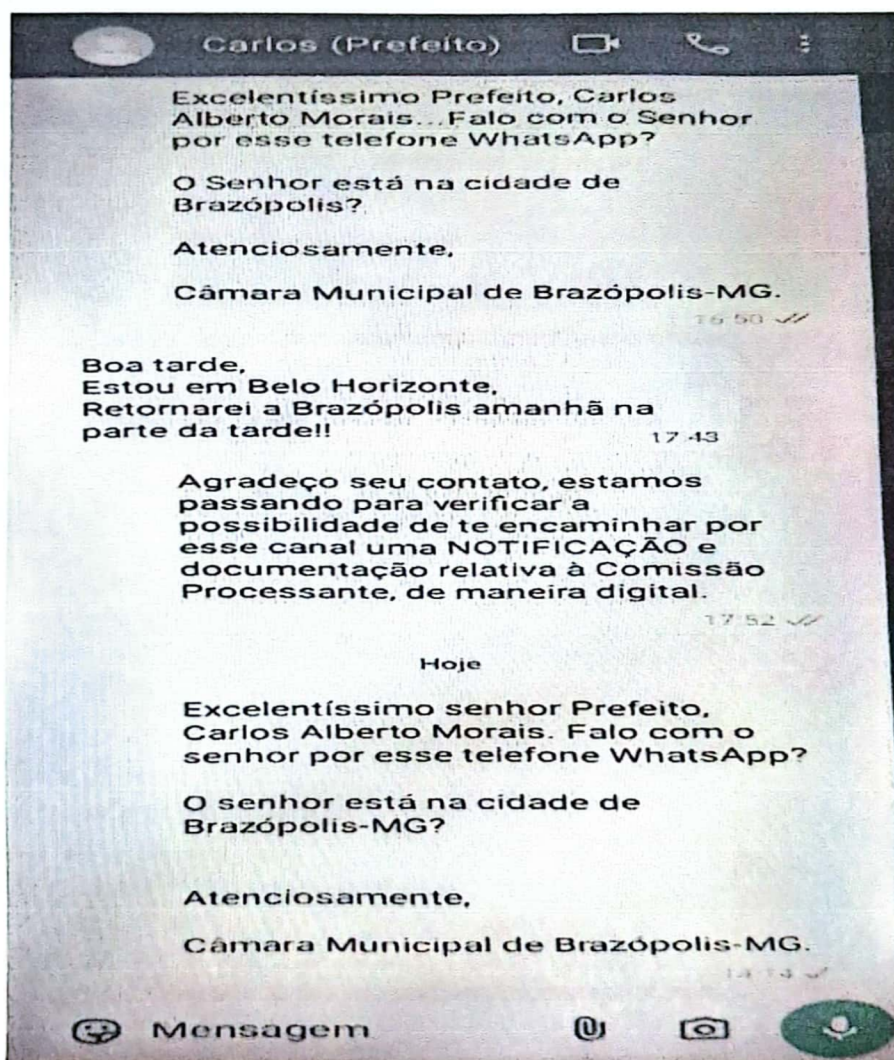 Carlos (Prefeito)
Excelentíssimo Prefeito, Carlos
Alberto Morais...Falo com o Senhor
por esse telefone WhatsApp?
O Senhor está na cidade de
Brazópolis?
Atenciosamente,
Câmara Municipal de Brazópolis-MG.
16:50
Boa tarde,
Estou em Belo Horizonte,
Retornarei a Brazópolis amanhã na
parte da tarde!!
17:43
Agradeço seu contato, estamos
passando para verificar a
possibilidade de te encaminhar por
esse canal uma NOTIFICAÇÃO e
documentação relativa à Comissão
Processante, de maneira digital.
17:52
Hoje
Excelentíssimo senhor Prefeito,
Carlos Alberto Morais. Falo com o
senhor por esse telefone WhatsApp?
O senhor está na cidade de
Brazópolis-MG?
Atenciosamente,
Câmara Municipal de Brazópolis-MG.
14:14
Mensagem